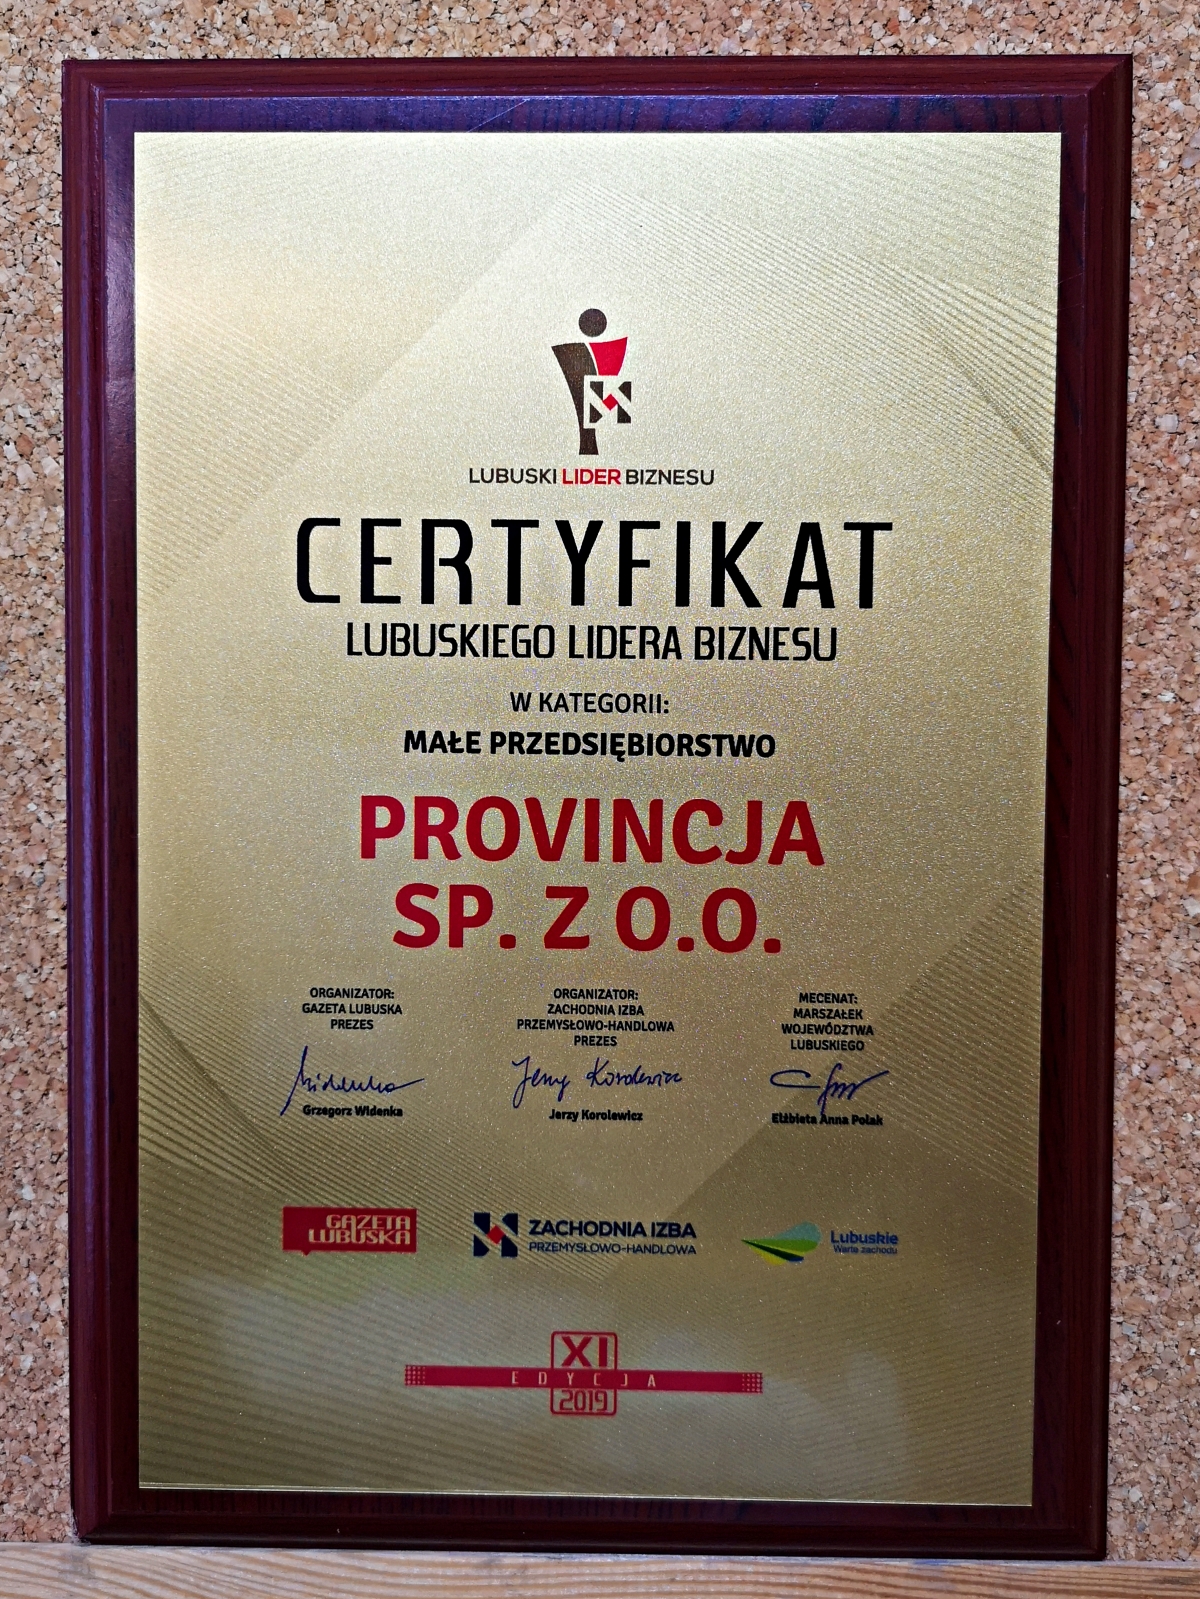 LUBUSKI LIDER BIZNESU
CERTYFIKAT
LUBUSKIEGO LIDERA BIZNESU
W KATEGORII:
MAŁE PRZEDSIĘBIORSTWO
PROVINCJA
SP. Z O.O.
ORGANIZATOR:
GAZETA LUBUSKA
PREZES
Widenka
Grzegorz Widenka
ORGANIZATOR:
ZACHODNIA IZBA
PRZEMYSŁOWO-HANDLOWA
PREZES
Jerzy Korolewicz
Jerzy Korolewicz
MECENAT:
MARSZAŁEK
WOJEWÓDZTWA
LUBUSKIEGO
Elżbieta Anna Polak
GAZETA
LUBUSKA
ZACHODNIA IZBA
PRZEMYSŁOWO-HANDLOWA
Lubuskie
Warte zachodu
XI
EDYCJA
2019